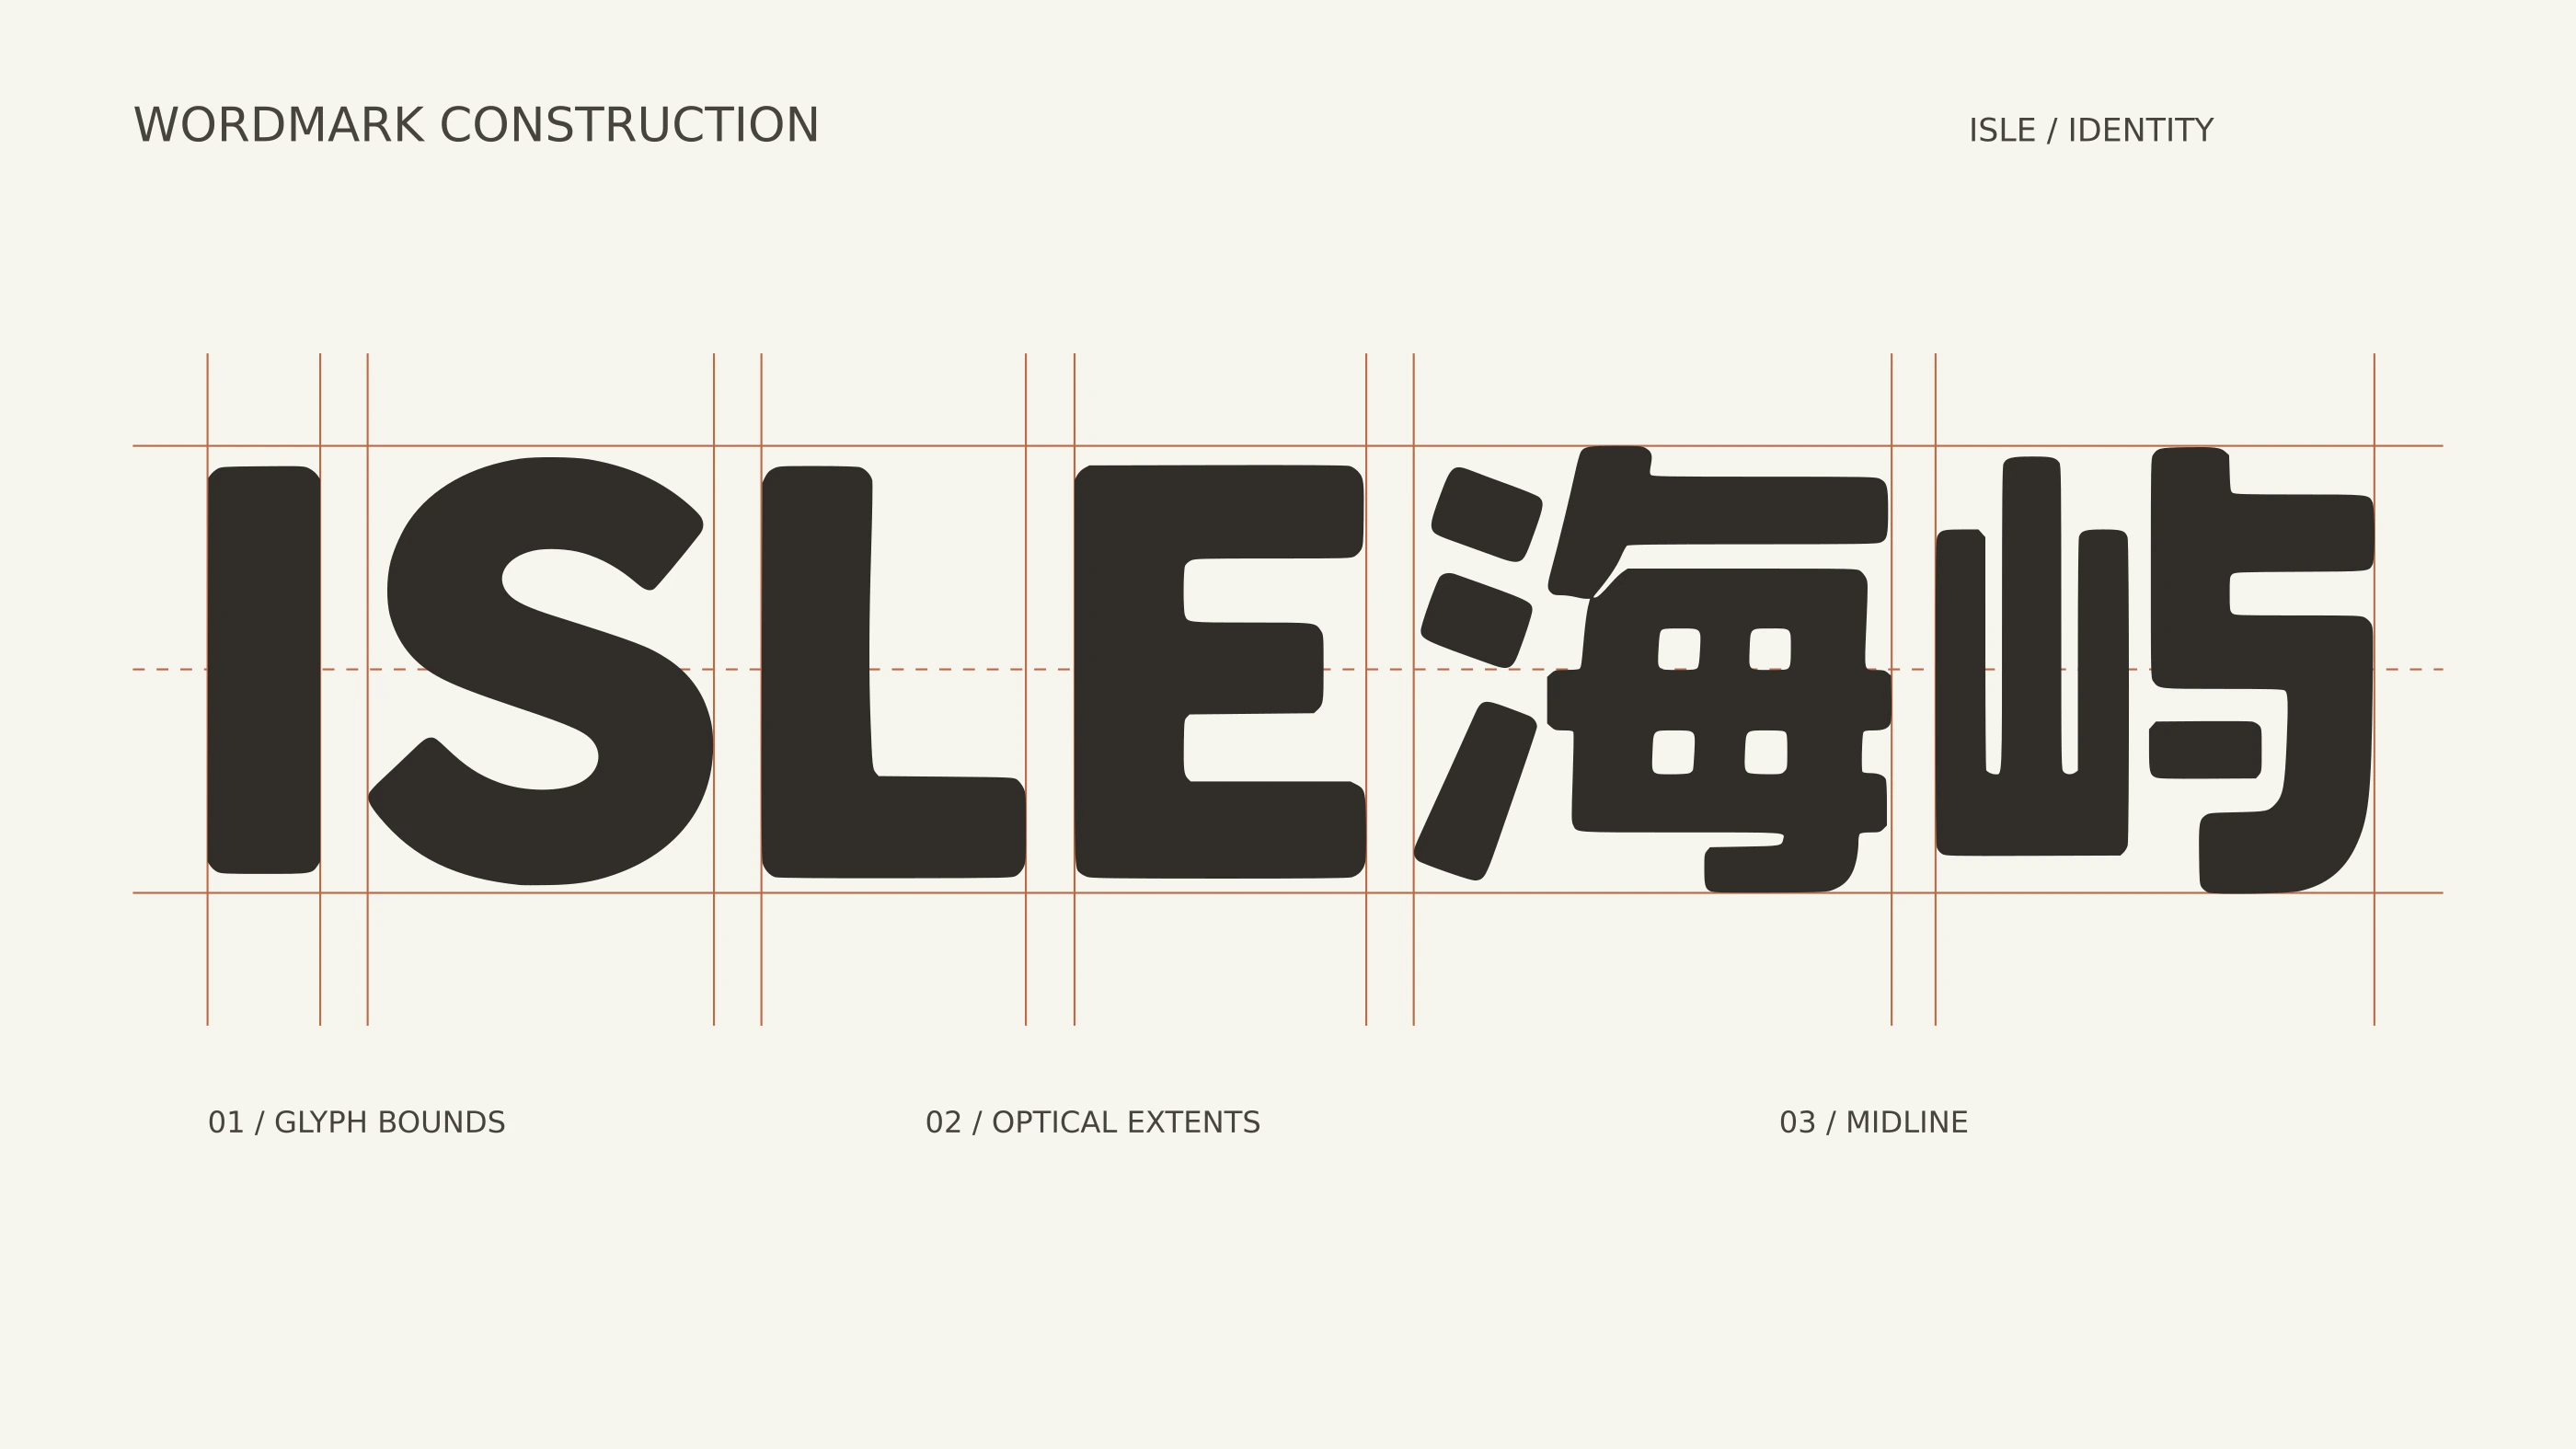 WORDMARK CONSTRUCTION
ISLE / IDENTITY
ISLE海屿
01 / GLYPH BOUNDS
02 / OPTICAL EXTENTS
03 / MIDLINE